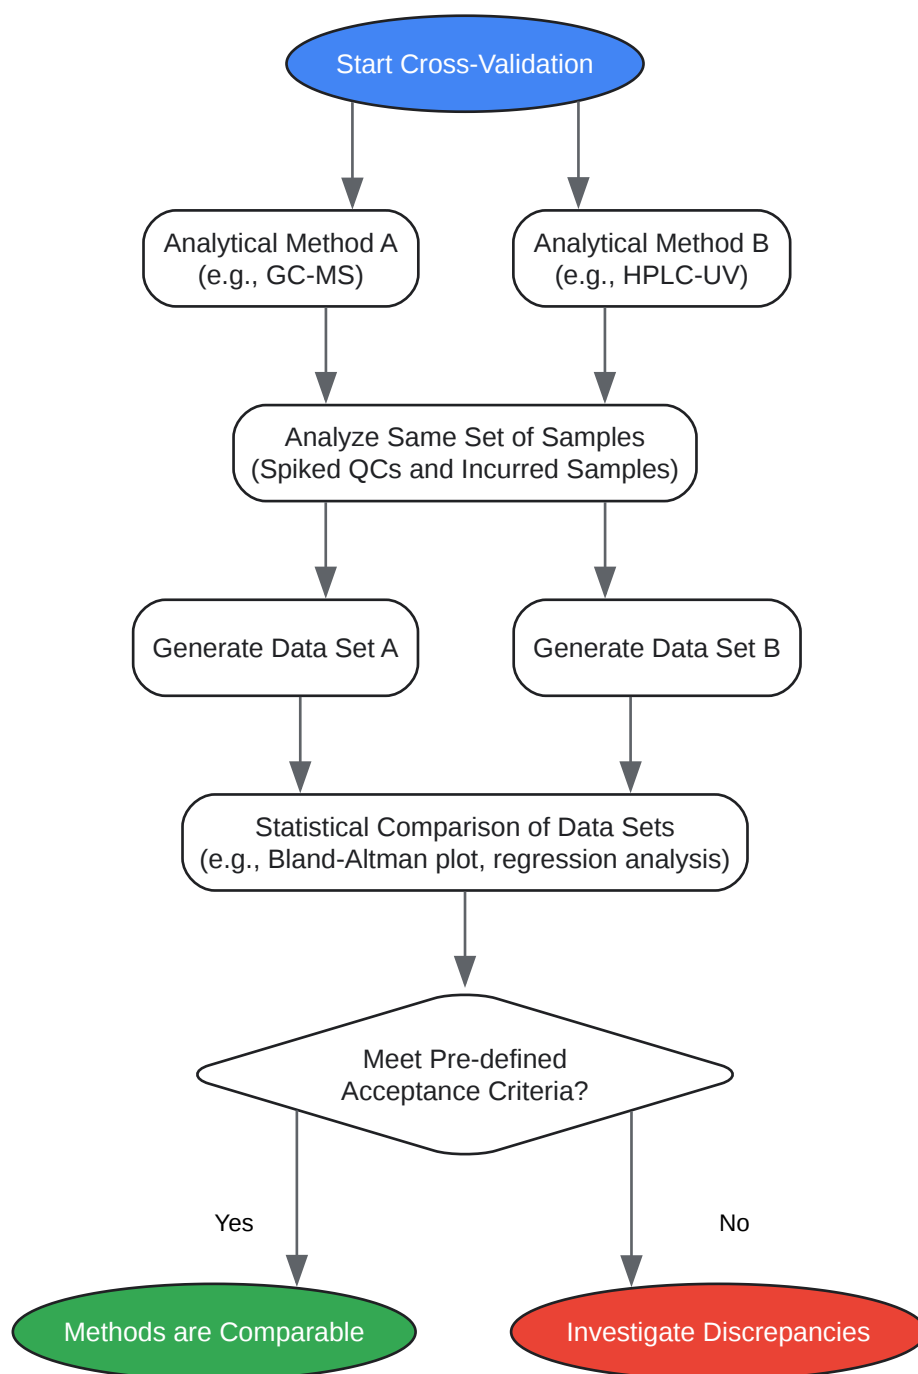 Start Cross-Validation
Analytical Method A
(e.g., GC-MS)
Analytical Method B
(e.g., HPLC-UV)
Analyze Same Set of Samples
(Spiked QCs and Incurred Samples)
Generate Data Set A
Generate Data Set B
Statistical Comparison of Data Sets
(e.g., Bland-Altman plot, regression analysis)
Meet Pre-defined
Acceptance Criteria?
Yes
No
Methods are Comparable
Investigate Discrepancies